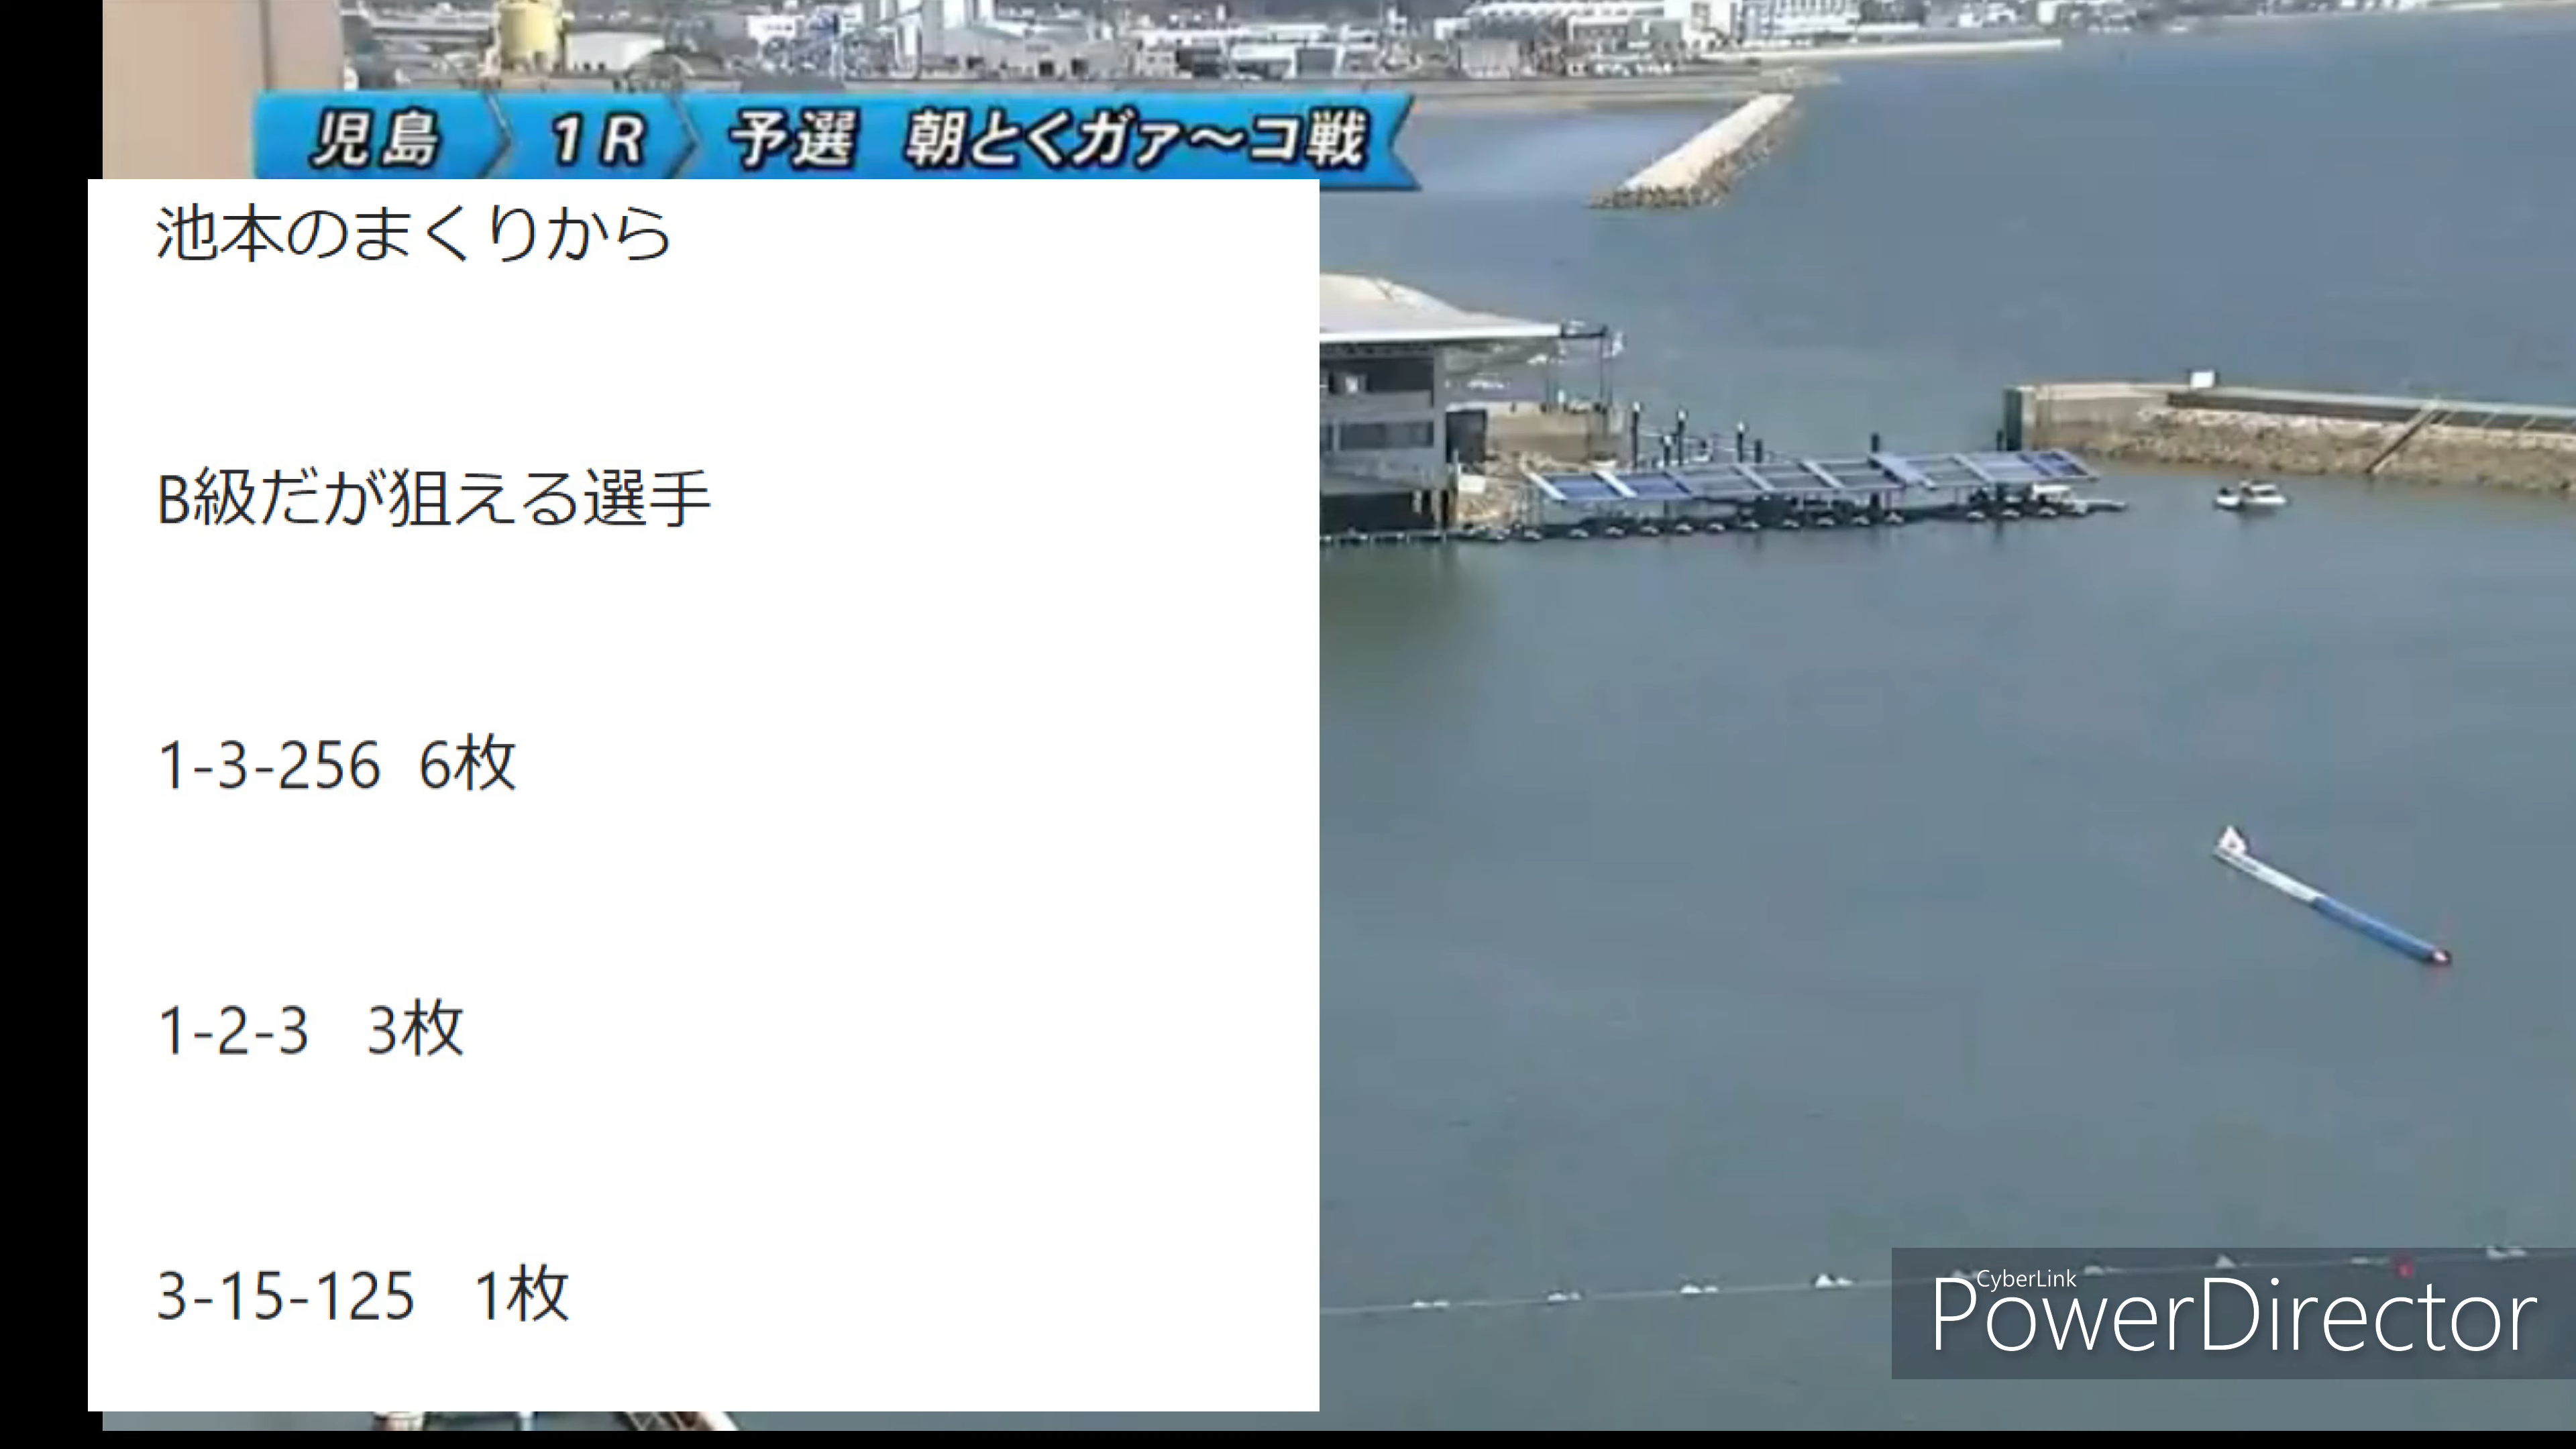 児島 1R 予選 朝とくガァ~コ戦
池本のまくりから
B級だが狙える選手
1-3-256 6枚
1-2-3 3枚
3-15-125 1枚
CyberLink
PowerDirector